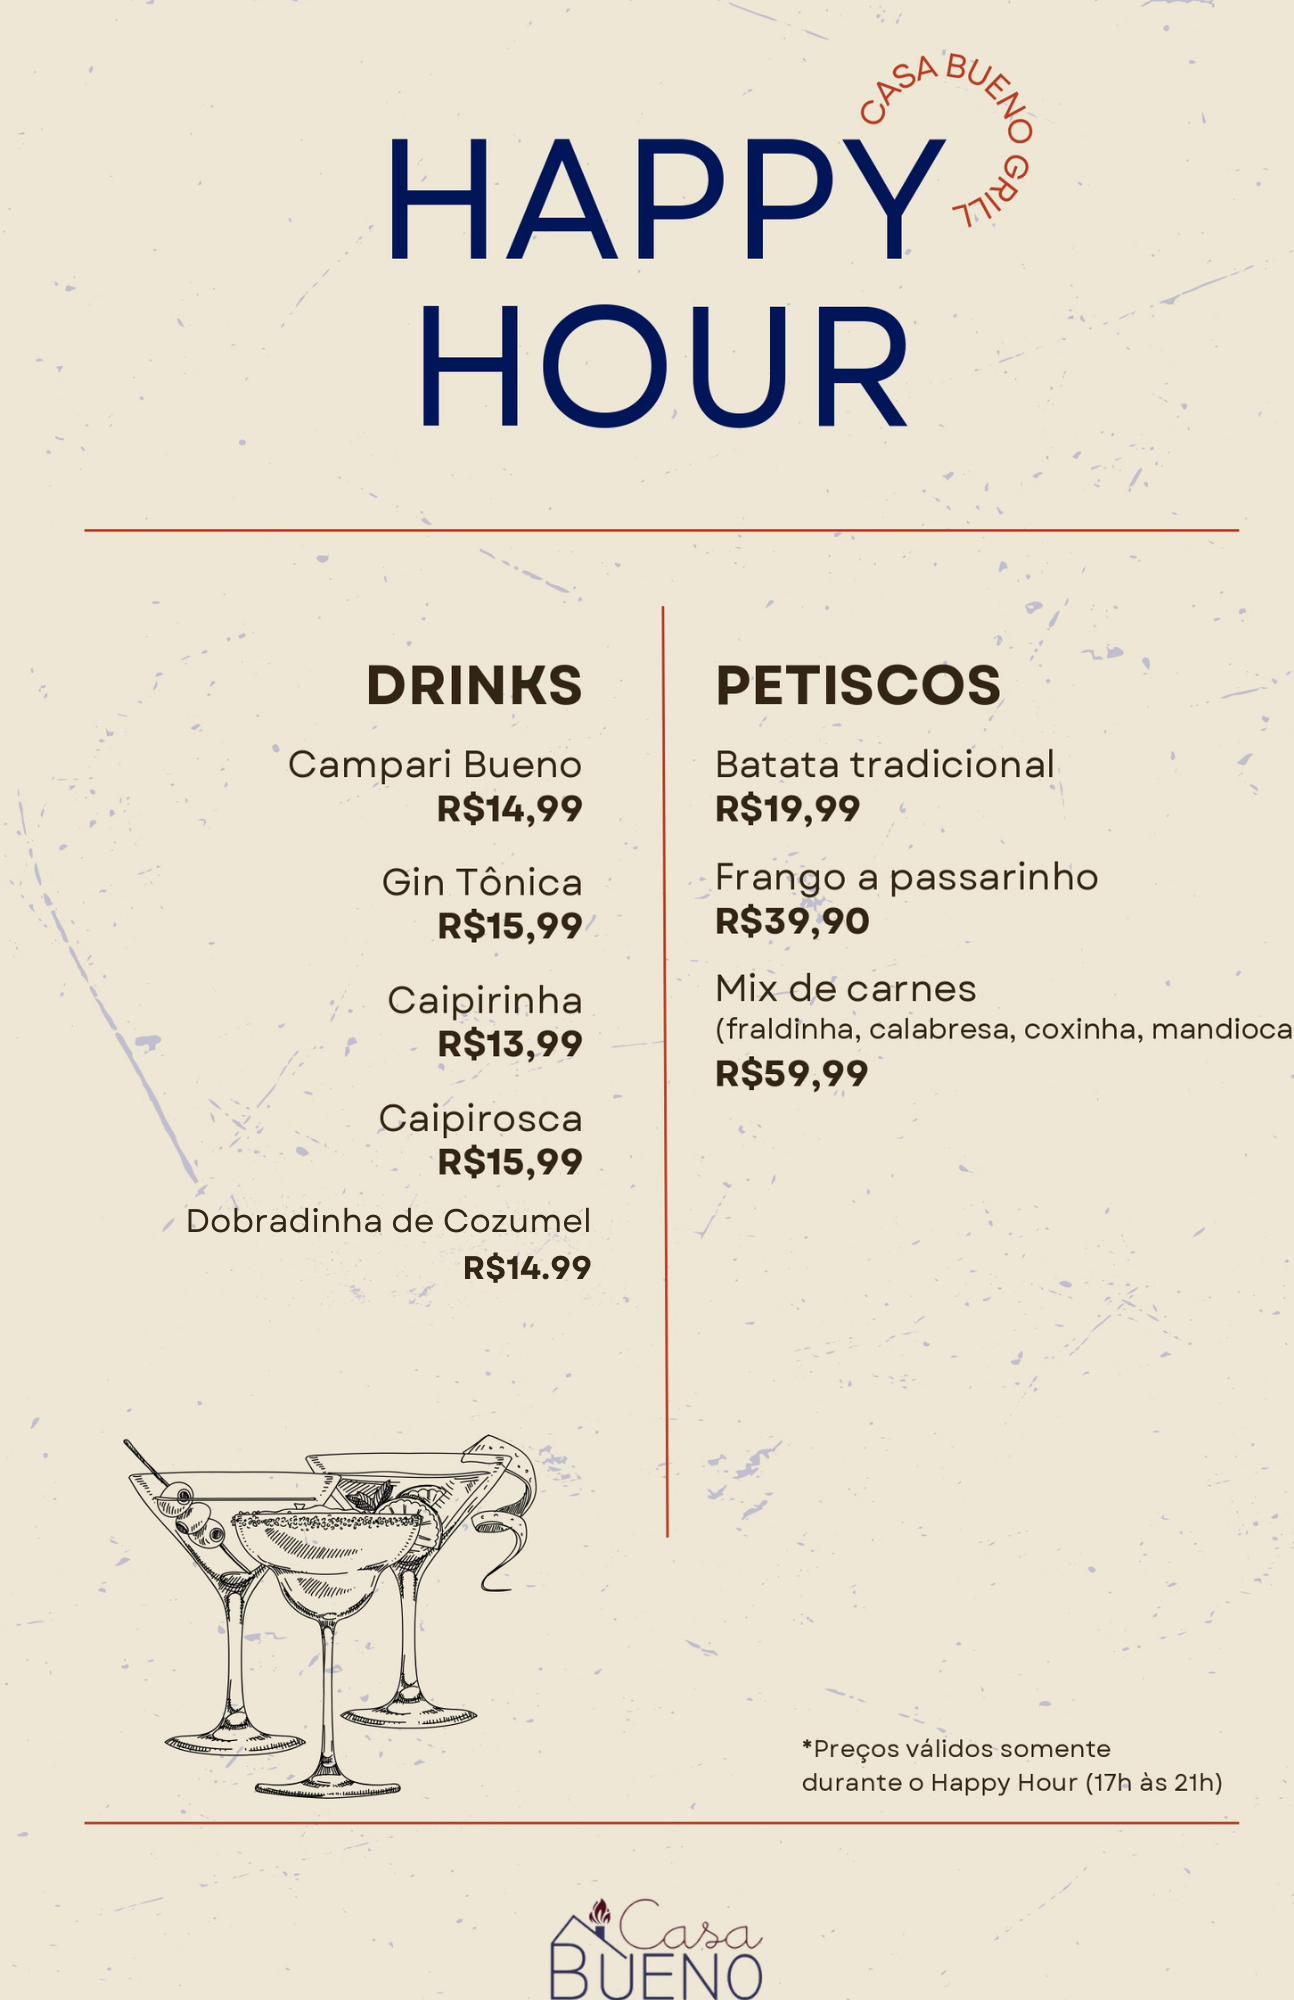 CASA BUENO GRILL
HAPPY
HOUR
DRINKS
Campari Bueno
R$14,99
Gin Tônica
R$15,99
Caipirinha
R$13,99
Caipirosca
R$15,99
Dobradinha de Cozumel
R$14.99
PETISCOS
Batata tradicional
R$19,99
Frango a passarinho
R$39,90
Mix de carnes
(fraldinha, calabresa, coxinha, mandioca
R$59,99
*Preços válidos somente
durante o Happy Hour (17h às 21h)
Casa
BUENO